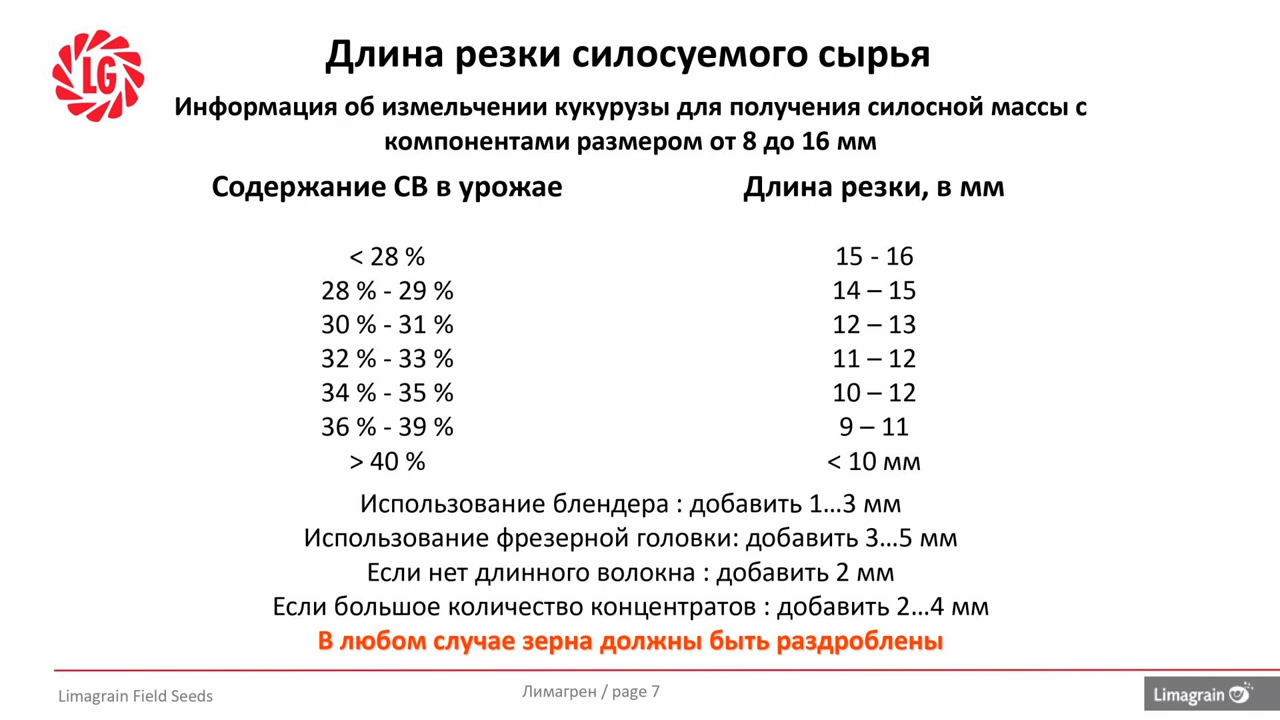 LG
Длина резки силосуемого сырья
Информация об измельчении кукурузы для получения силосной массы с
компонентами размером от 8 до 16 мм
Содержание СВ в урожае Длина резки, в мм
< 28 % 15 - 16
28 % - 29 % 14 – 15
30 % - 31 % 12 – 13
32 % - 33 % 11 – 12
34 % - 35 % 10 – 12
36 % - 39 % 9 – 11
> 40 % < 10 мм
Использование блендера : добавить 1…3 мм
Использование фрезерной головки: добавить 3…5 мм
Если нет длинного волокна : добавить 2 мм
Если большое количество концентратов : добавить 2…4 мм
В любом случае зерна должны быть раздроблены
Limagrain Field Seeds
Лимагрен / page 7
Limagrain